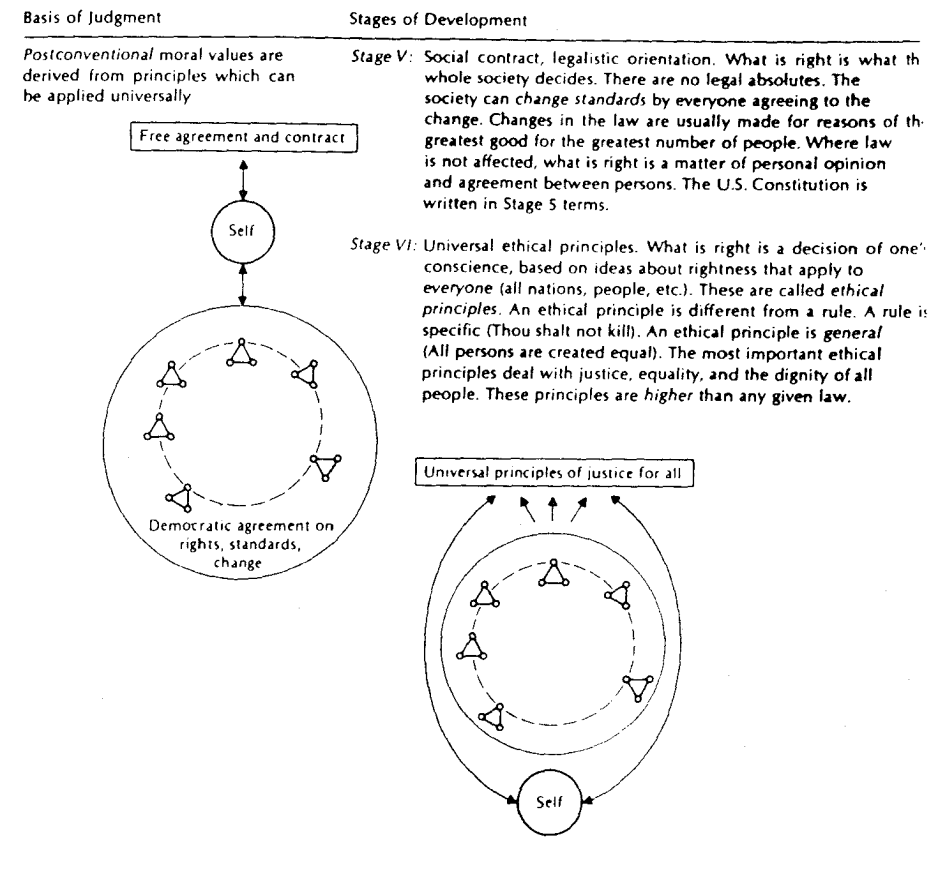 Basis of Judgment
Stages of Development
Postconventional moral values are
derived from principles which can
be applied universally
Stage V: Social contract, legalistic orientation. What is right is what th
whole society decides. There are no legal absolutes. The
society can change standards by everyone agreeing to the
change. Changes in the law are usually made for reasons of th
greatest good for the greatest number of people. Where law
is not affected, what is right is a matter of personal opinion
and agreement between persons. The U.S. Constitution is
written in Stage 5 terms.
Free agreement and contract
Self
Democratic agreement on
rights, standards,
change
Stage VI: Universal ethical principles. What is right is a decision of one'
conscience, based on ideas about rightness that apply to
everyone (all nations, people, etc.). These are called ethical
principles. An ethical principle is different from a rule. A rule is
specific (Thou shalt not kill). An ethical principle is general
(All persons are created equal). The most important ethical
principles deal with justice, equality, and the dignity of all
people. These principles are higher than any given law.
Universal principles of justice for all
Self